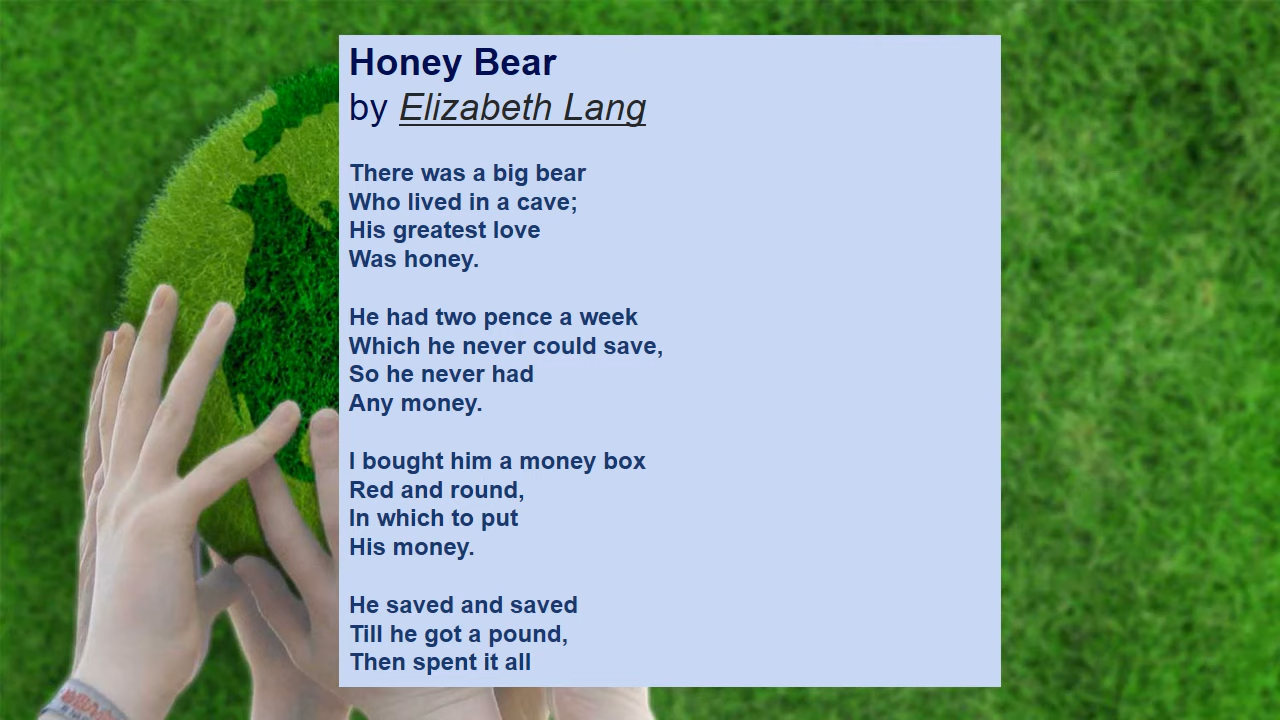 Honey Bear
by Elizabeth Lang
There was a big bear
Who lived in a cave;
His greatest love
Was honey.
He had two pence a week
Which he never could save,
So he never had
Any money.
I bought him a money box
Red and round,
In which to put
His money.
He saved and saved
Till he got a pound,
Then spent it all